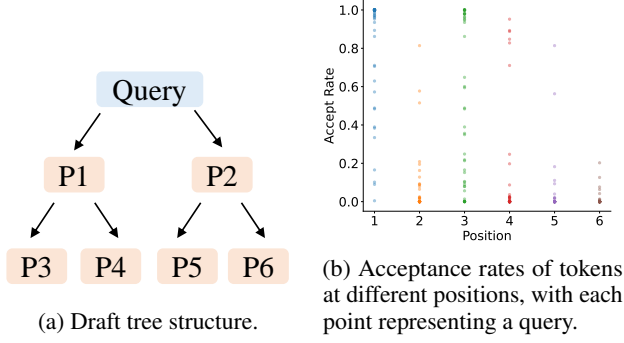 Query
P1 P2
P3 P4 P5 P6
(a) Draft tree structure.
Accept Rate
1.0
0.8
0.6
0.4
0.2
0.0
1 2 3 4 5 6
Position
(b) Acceptance rates of tokens
at different positions, with each
point representing a query.